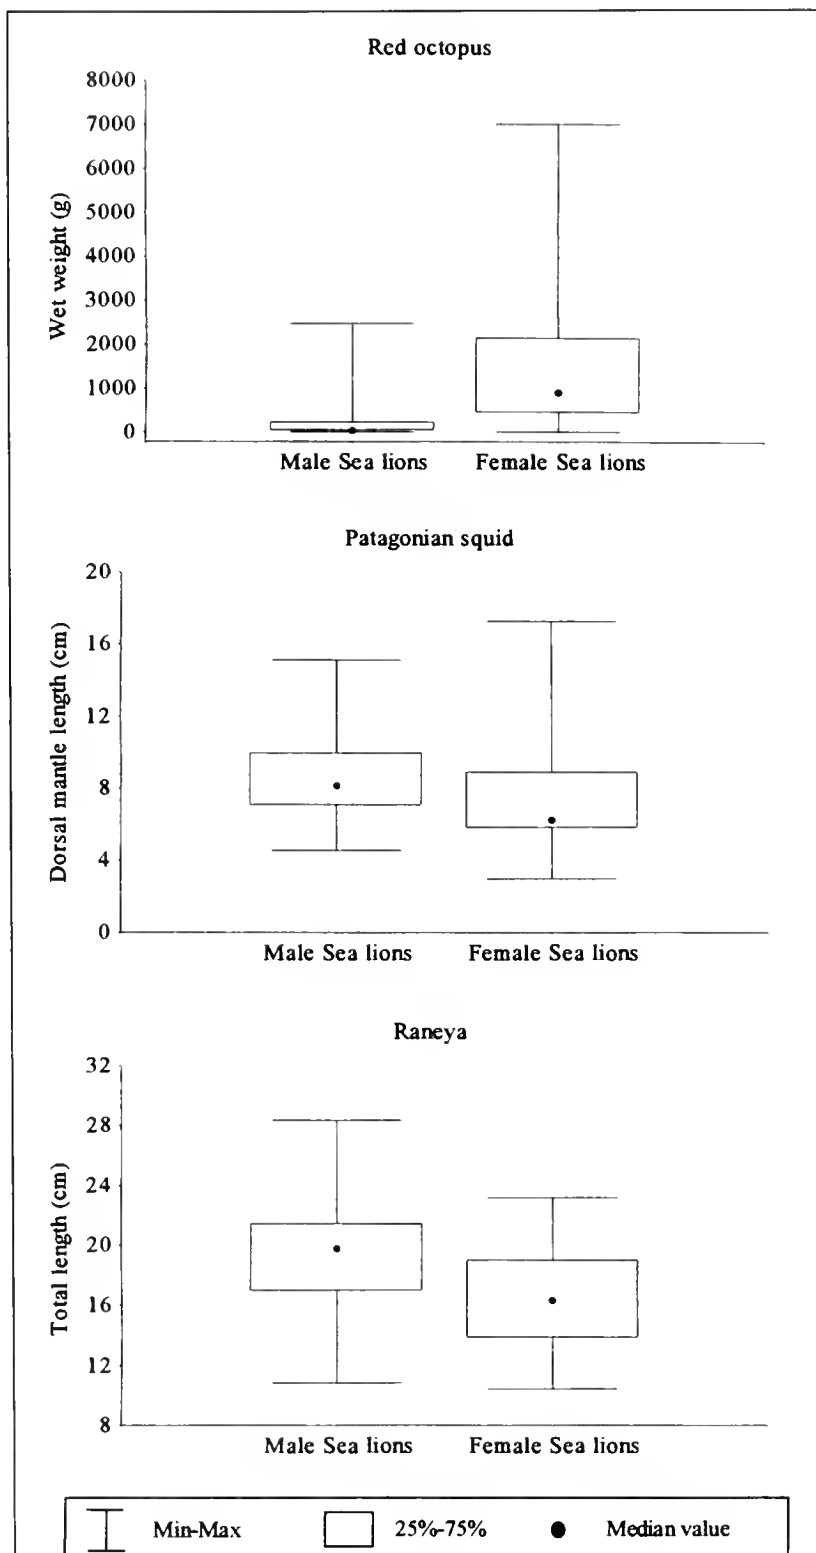 Red octopus
8000
7000
6000
5000
4000
3000
2000
1000
0
Wet weight (g)
Male Sea lions Female Sea lions
Patagonian squid
20
16
12
8
4
0
Dorsal mantle length (cm)
Male Sea lions Female Sea lions
Raneya
32
28
24
20
16
12
8
Total length (cm)
Male Sea lions Female Sea lions
Min-Max 25%-75% Median value